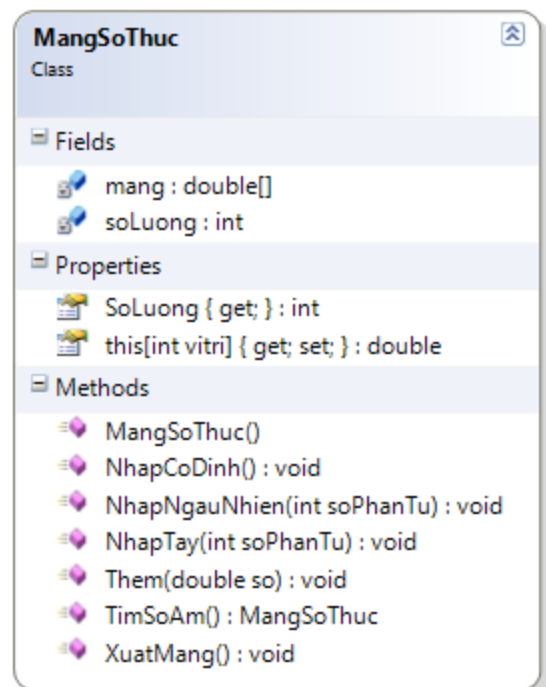 MangSoThuc
Class
Fields
mang : double[]
soLuong : int
Properties
SoLuong { get; } : int
this[int vitri] { get; set; } : double
Methods
MangSoThuc()
NhapCoDinh() : void
NhapNgauNhien(int soPhanTu) : void
NhapTay(int soPhanTu) : void
Them(double so) : void
TimSoAm() : MangSoThuc
XuatMang() : void